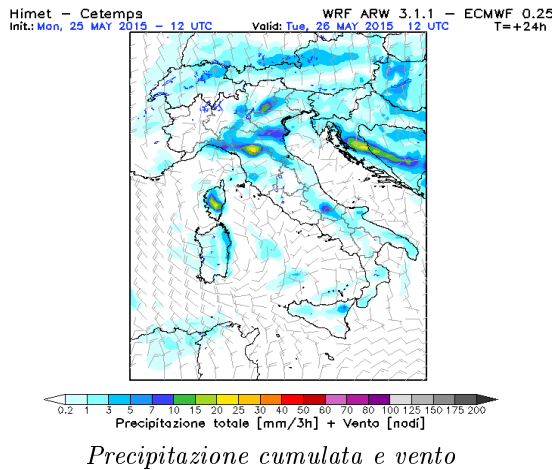 Himet – Cetemps WRF ARW 3.1.1 – ECMWF 0.25
Init.: Mon, 25 MAY 2015 – 12 UTC Valid: Tue, 26 MAY 2015 12 UTC T=+24h
0.2 1 3 5 7 10 15 20 25 30 40 50 60 70 80 100 125 150 175 200
Precipitazione totale [mm/3h] + Vento [nodi]
Precipitazione cumulata e vento